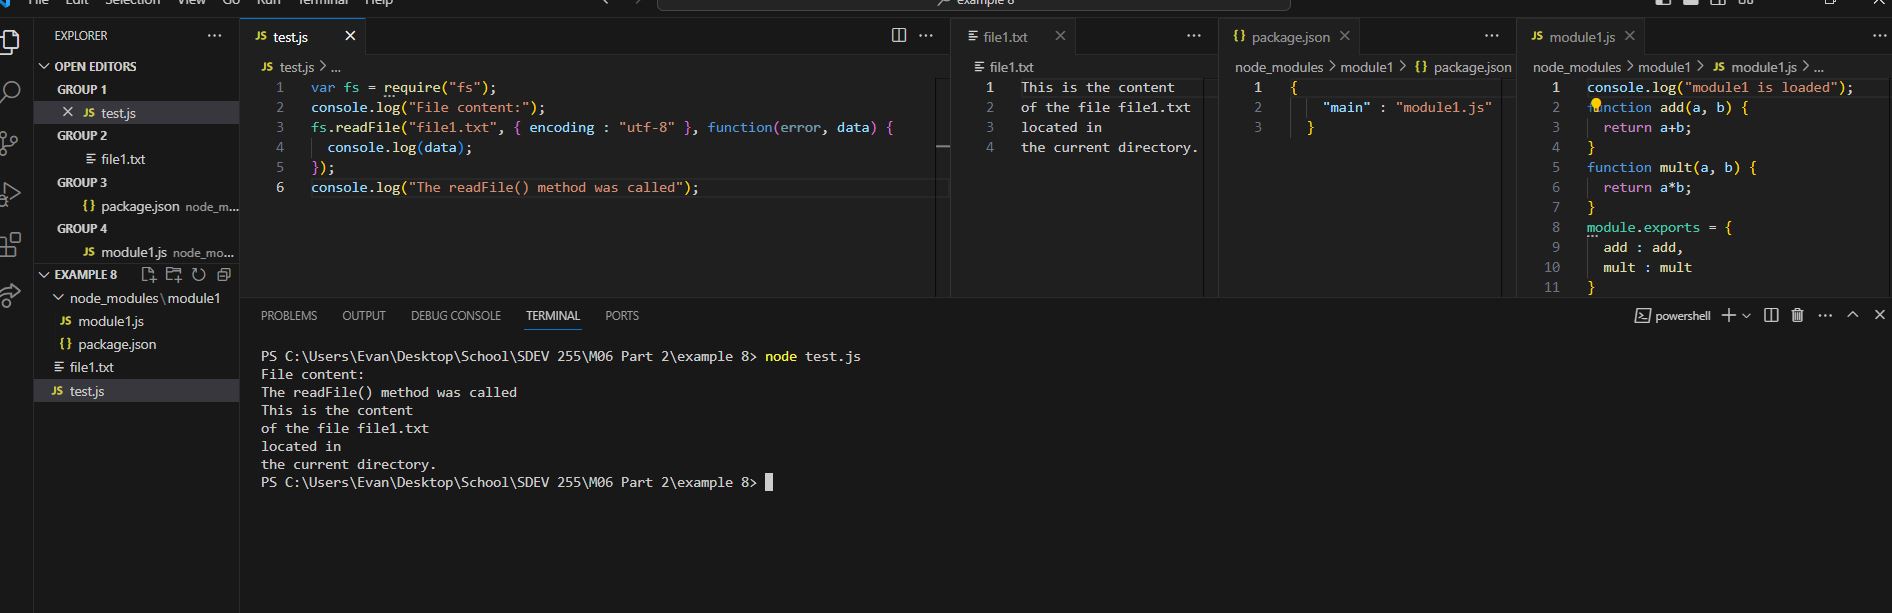 File Edit Selection View Go Run Terminal Help
example 8
EXPLORER
OPEN EDITORS
GROUP 1
JS test.js
GROUP 2
file1.txt
GROUP 3
{} package.json node_m...
GROUP 4
JS module1.js node_mo...
EXAMPLE 8
node_modules\module1
JS module1.js
{} package.json
file1.txt
JS test.js
JS test.js
JS test.js > ...
1 var fs = require("fs");
2 console.log("File content:");
3 fs.readFile("file1.txt", { encoding : "utf-8" }, function(error, data) {
4 console.log(data);
5 });
6 console.log("The readFile() method was called");
file1.txt
file1.txt
1 This is the content
2 of the file file1.txt
3 located in
4 the current directory.
{} package.json
node_modules > module1 > {} package.json
1 {
2 "main" : "module1.js"
3 }
JS module1.js
node_modules > module1 > JS module1.js > ...
1 console.log("module1 is loaded");
2 function add(a, b) {
3 return a+b;
4 }
5 function mult(a, b) {
6 return a*b;
7 }
8 module.exports = {
9 add : add,
10 mult : mult
11 }
PROBLEMS OUTPUT DEBUG CONSOLE TERMINAL PORTS
powershell
PS C:\Users\Evan\Desktop\School\SDEV 255\M06 Part 2\example 8> node test.js
File content:
The readFile() method was called
This is the content
of the file file1.txt
located in
the current directory.
PS C:\Users\Evan\Desktop\School\SDEV 255\M06 Part 2\example 8>